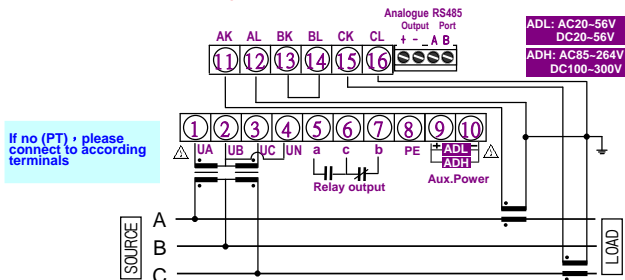 Analogue RS485
Output Port
+ - _ A B
AK AL BK BL CK CL
11 12 13 14 15 16
ADL: AC20~56V
DC20~56V
ADH: AC85~264V
DC100~300V
If no (PT)，please
connect to according
terminals
1 2 3 4 5 6 7 8 9 10
UA UB UC UN a c b PE + ADL -
ADH
Relay output
Aux.Power
SOURCE
A
B
C
LOAD